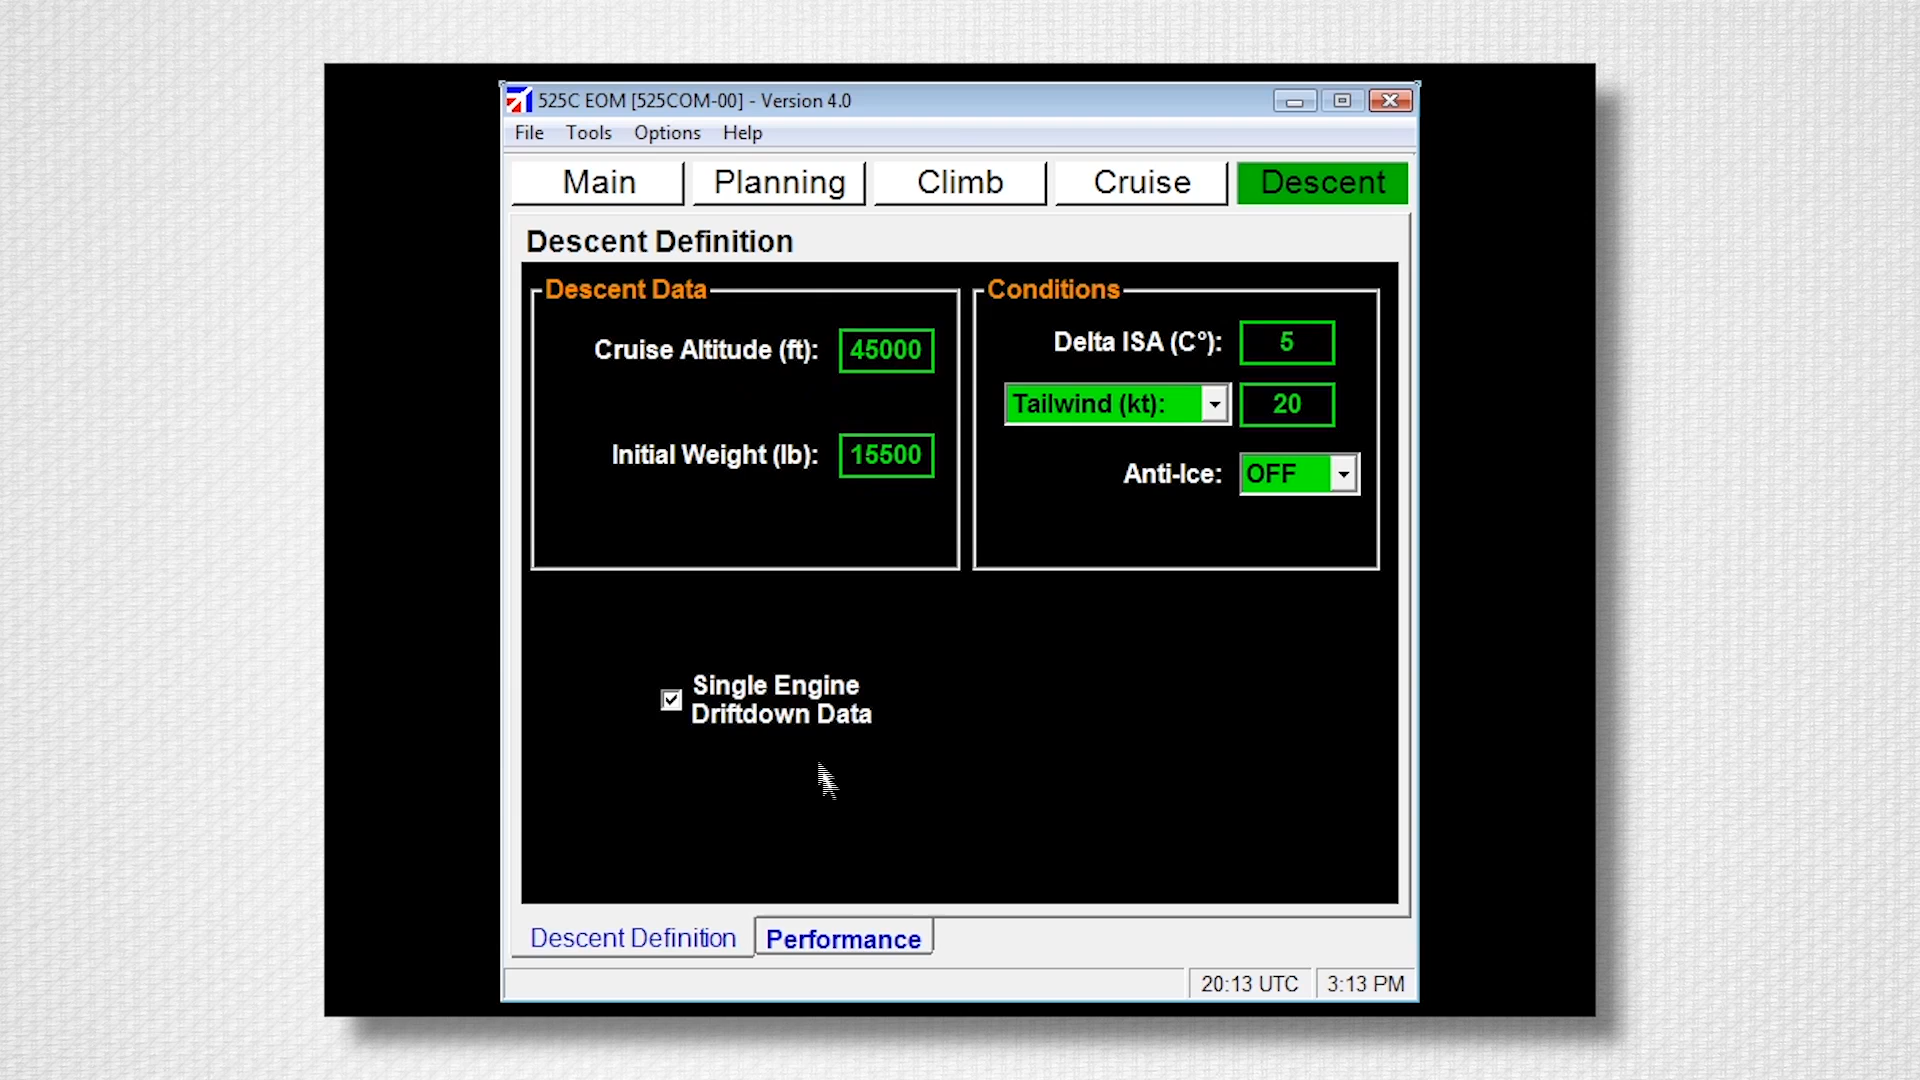 525C EOM [525COM-00] - Version 4.0
File Tools Options Help
Main Planning Climb Cruise Descent
Descent Definition
Descent Data
Cruise Altitude (ft): 45000
Initial Weight (lb): 15500
Conditions
Delta ISA (C°): 5
Tailwind (kt): 20
Anti-Ice: OFF
Single Engine
Driftdown Data
Descent Definition Performance
20:13 UTC 3:13 PM